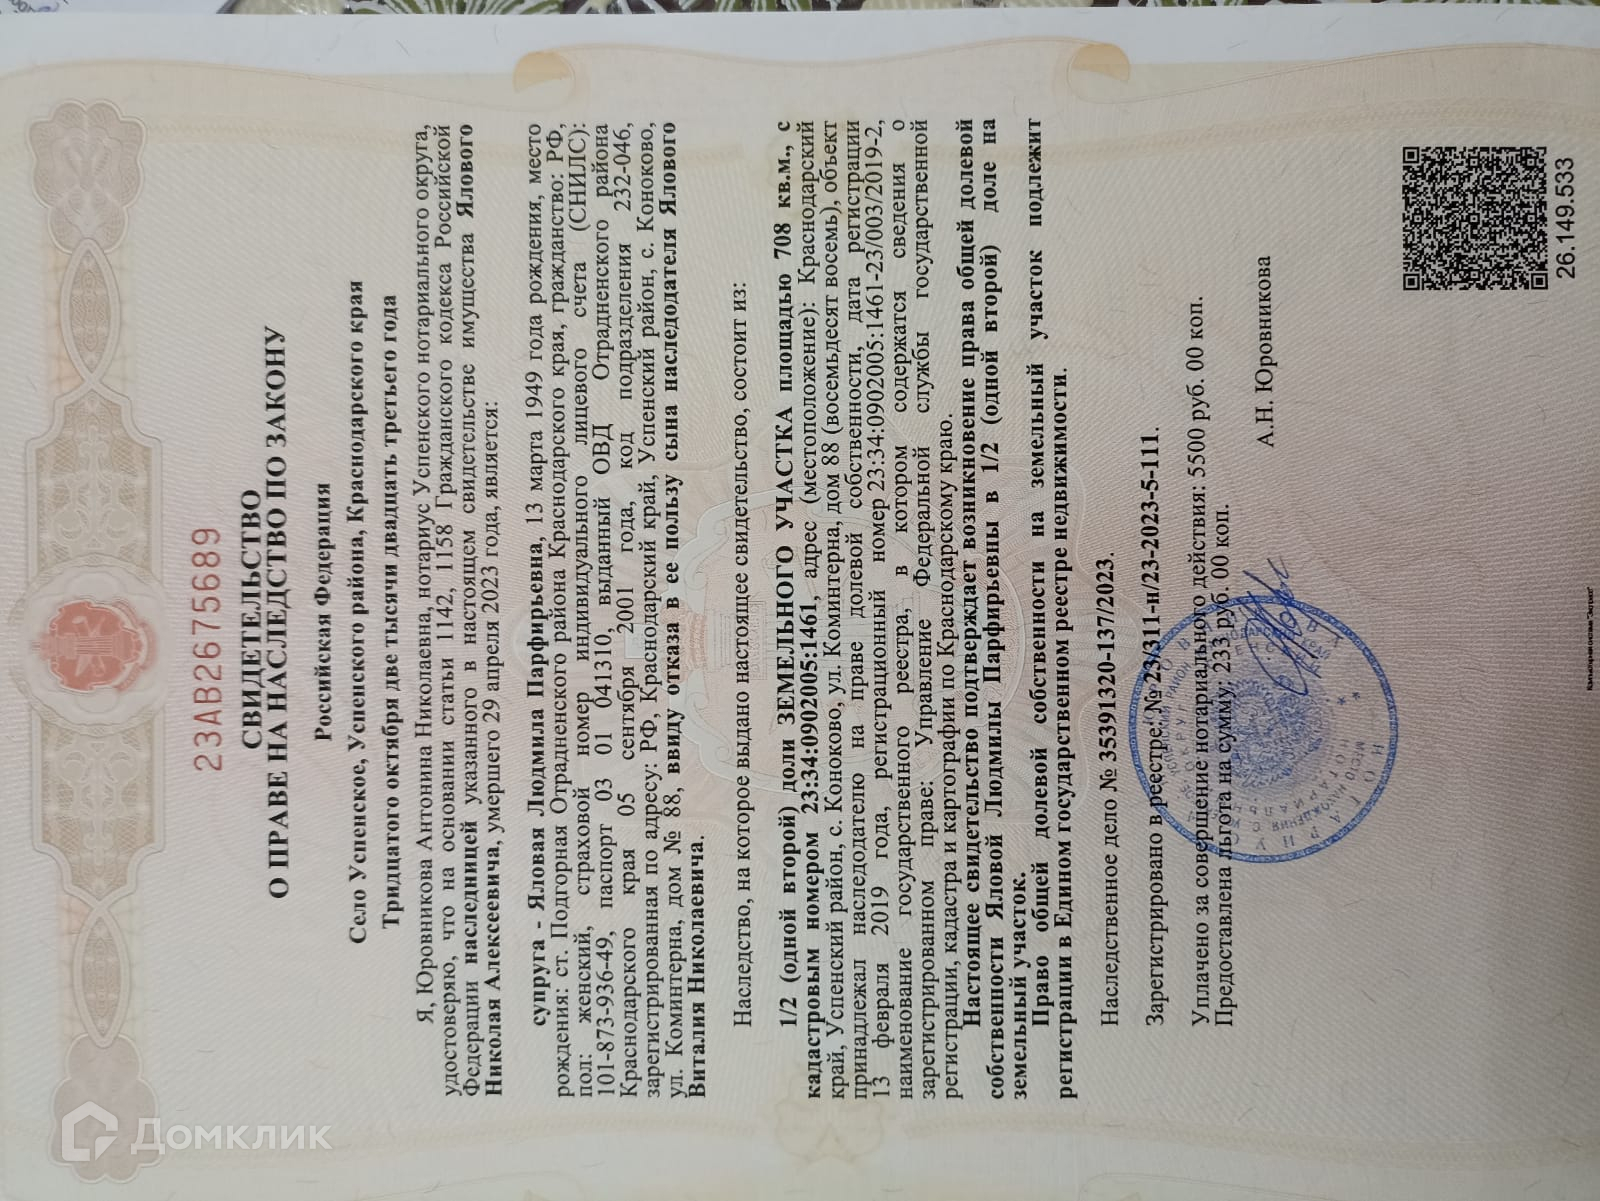 23АВ2675689
СВИДЕТЕЛЬСТВО
О ПРАВЕ НА НАСЛЕДСТВО ПО ЗАКОНУ
Российская Федерация
Село Успенское, Успенского района, Краснодарского края
Тридцатого октября две тысячи двадцать третьего года
Я, Юровникова Антонина Николаевна, нотариус Успенского нотариального округа,
удостоверяю, что на основании статьи 1142, 1158 Гражданского кодекса Российской
Федерации наследницей указанного в настоящем свидетельстве имущества Ялового
Николая Алексеевича, умершего 29 апреля 2023 года, является:
супруга - Яловая Людмила Парфирьевна, 13 марта 1949 года рождения, место
рождения: ст. Подгорная Отрадненского района Краснодарского края, гражданство: РФ,
пол: женский, страховой номер индивидуального лицевого счета (СНИЛС):
101-873-936-49, паспорт 03 01 041310, выданный ОВД Отрадненского района
Краснодарского края 05 сентября 2001 года, код подразделения 232-046,
зарегистрированная по адресу: РФ, Краснодарский край, Успенский район, с. Коноково,
ул. Коминтерна, дом № 88, ввиду отказа в ее пользу сына наследодателя Ялового
Виталия Николаевича.
Наследство, на которое выдано настоящее свидетельство, состоит из:
1/2 (одной второй) доли ЗЕМЕЛЬНОГО УЧАСТКА площадью 708 кв.м., с
кадастровым номером 23:34:0902005:1461, адрес (местоположение): Краснодарский
край, Успенский район, с. Коноково, ул. Коминтерна, дом 88 (восемьдесят восемь), объект
принадлежал наследодателю на праве долевой собственности, дата регистрации
13 февраля 2019 года, регистрационный номер 23:34:0902005:1461-23/003/2019-2,
наименование государственного реестра, в котором содержатся сведения о
зарегистрированном праве: Управление Федеральной службы государственной
регистрации, кадастра и картографии по Краснодарскому краю.
Настоящее свидетельство подтверждает возникновение права общей долевой
собственности Яловой Людмилы Парфирьевны в 1/2 (одной второй) доле на
земельный участок.
Право общей долевой собственности на земельный участок подлежит
регистрации в Едином государственном реестре недвижимости.
Наследственное дело № 35391320-137/2023.
Зарегистрировано в реестре: № 23/311-н/23-2023-5-111.
Уплачено за совершение нотариального действия: 5500 руб. 00 коп.
Предоставлена льгота на сумму: 233 руб. 00 коп.
А.Н. Юровникова
26.149.533
Домклик